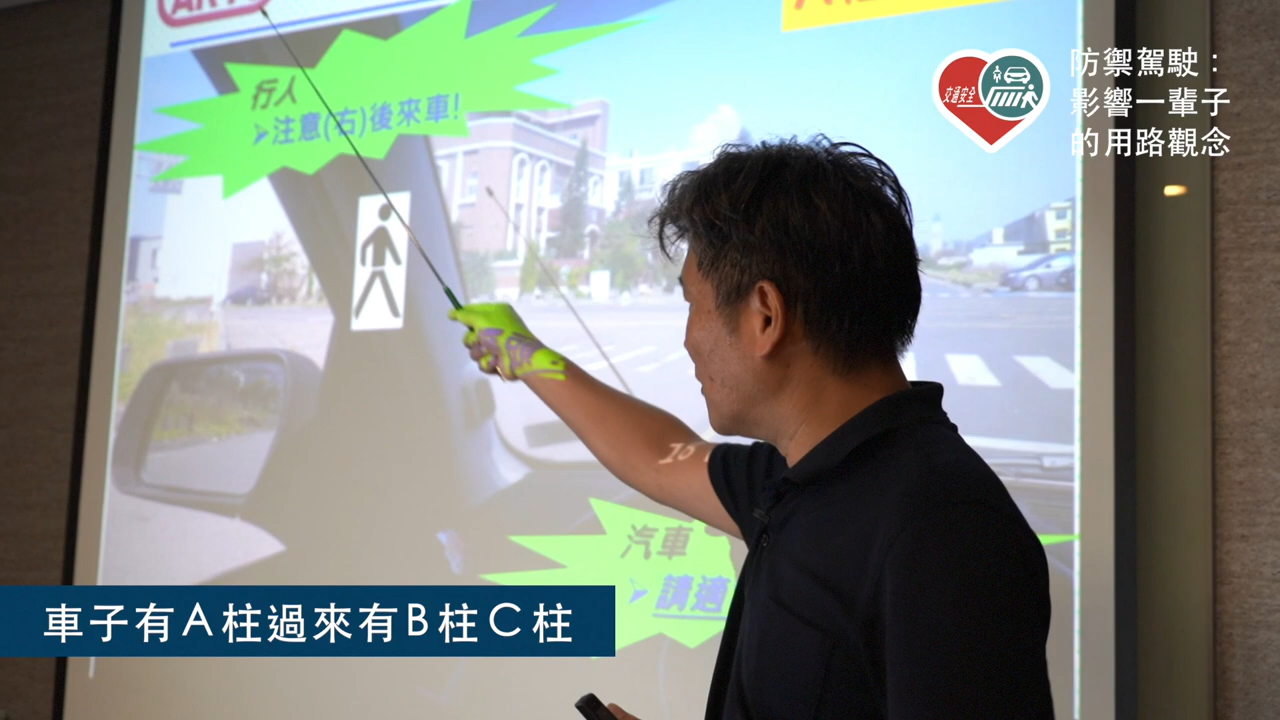 行人
➤注意(右)後來車!
交通安全
防禦駕駛：
影響一輩子
的用路觀念
汽車
➤ 請適
車子有A柱過來有B柱C柱